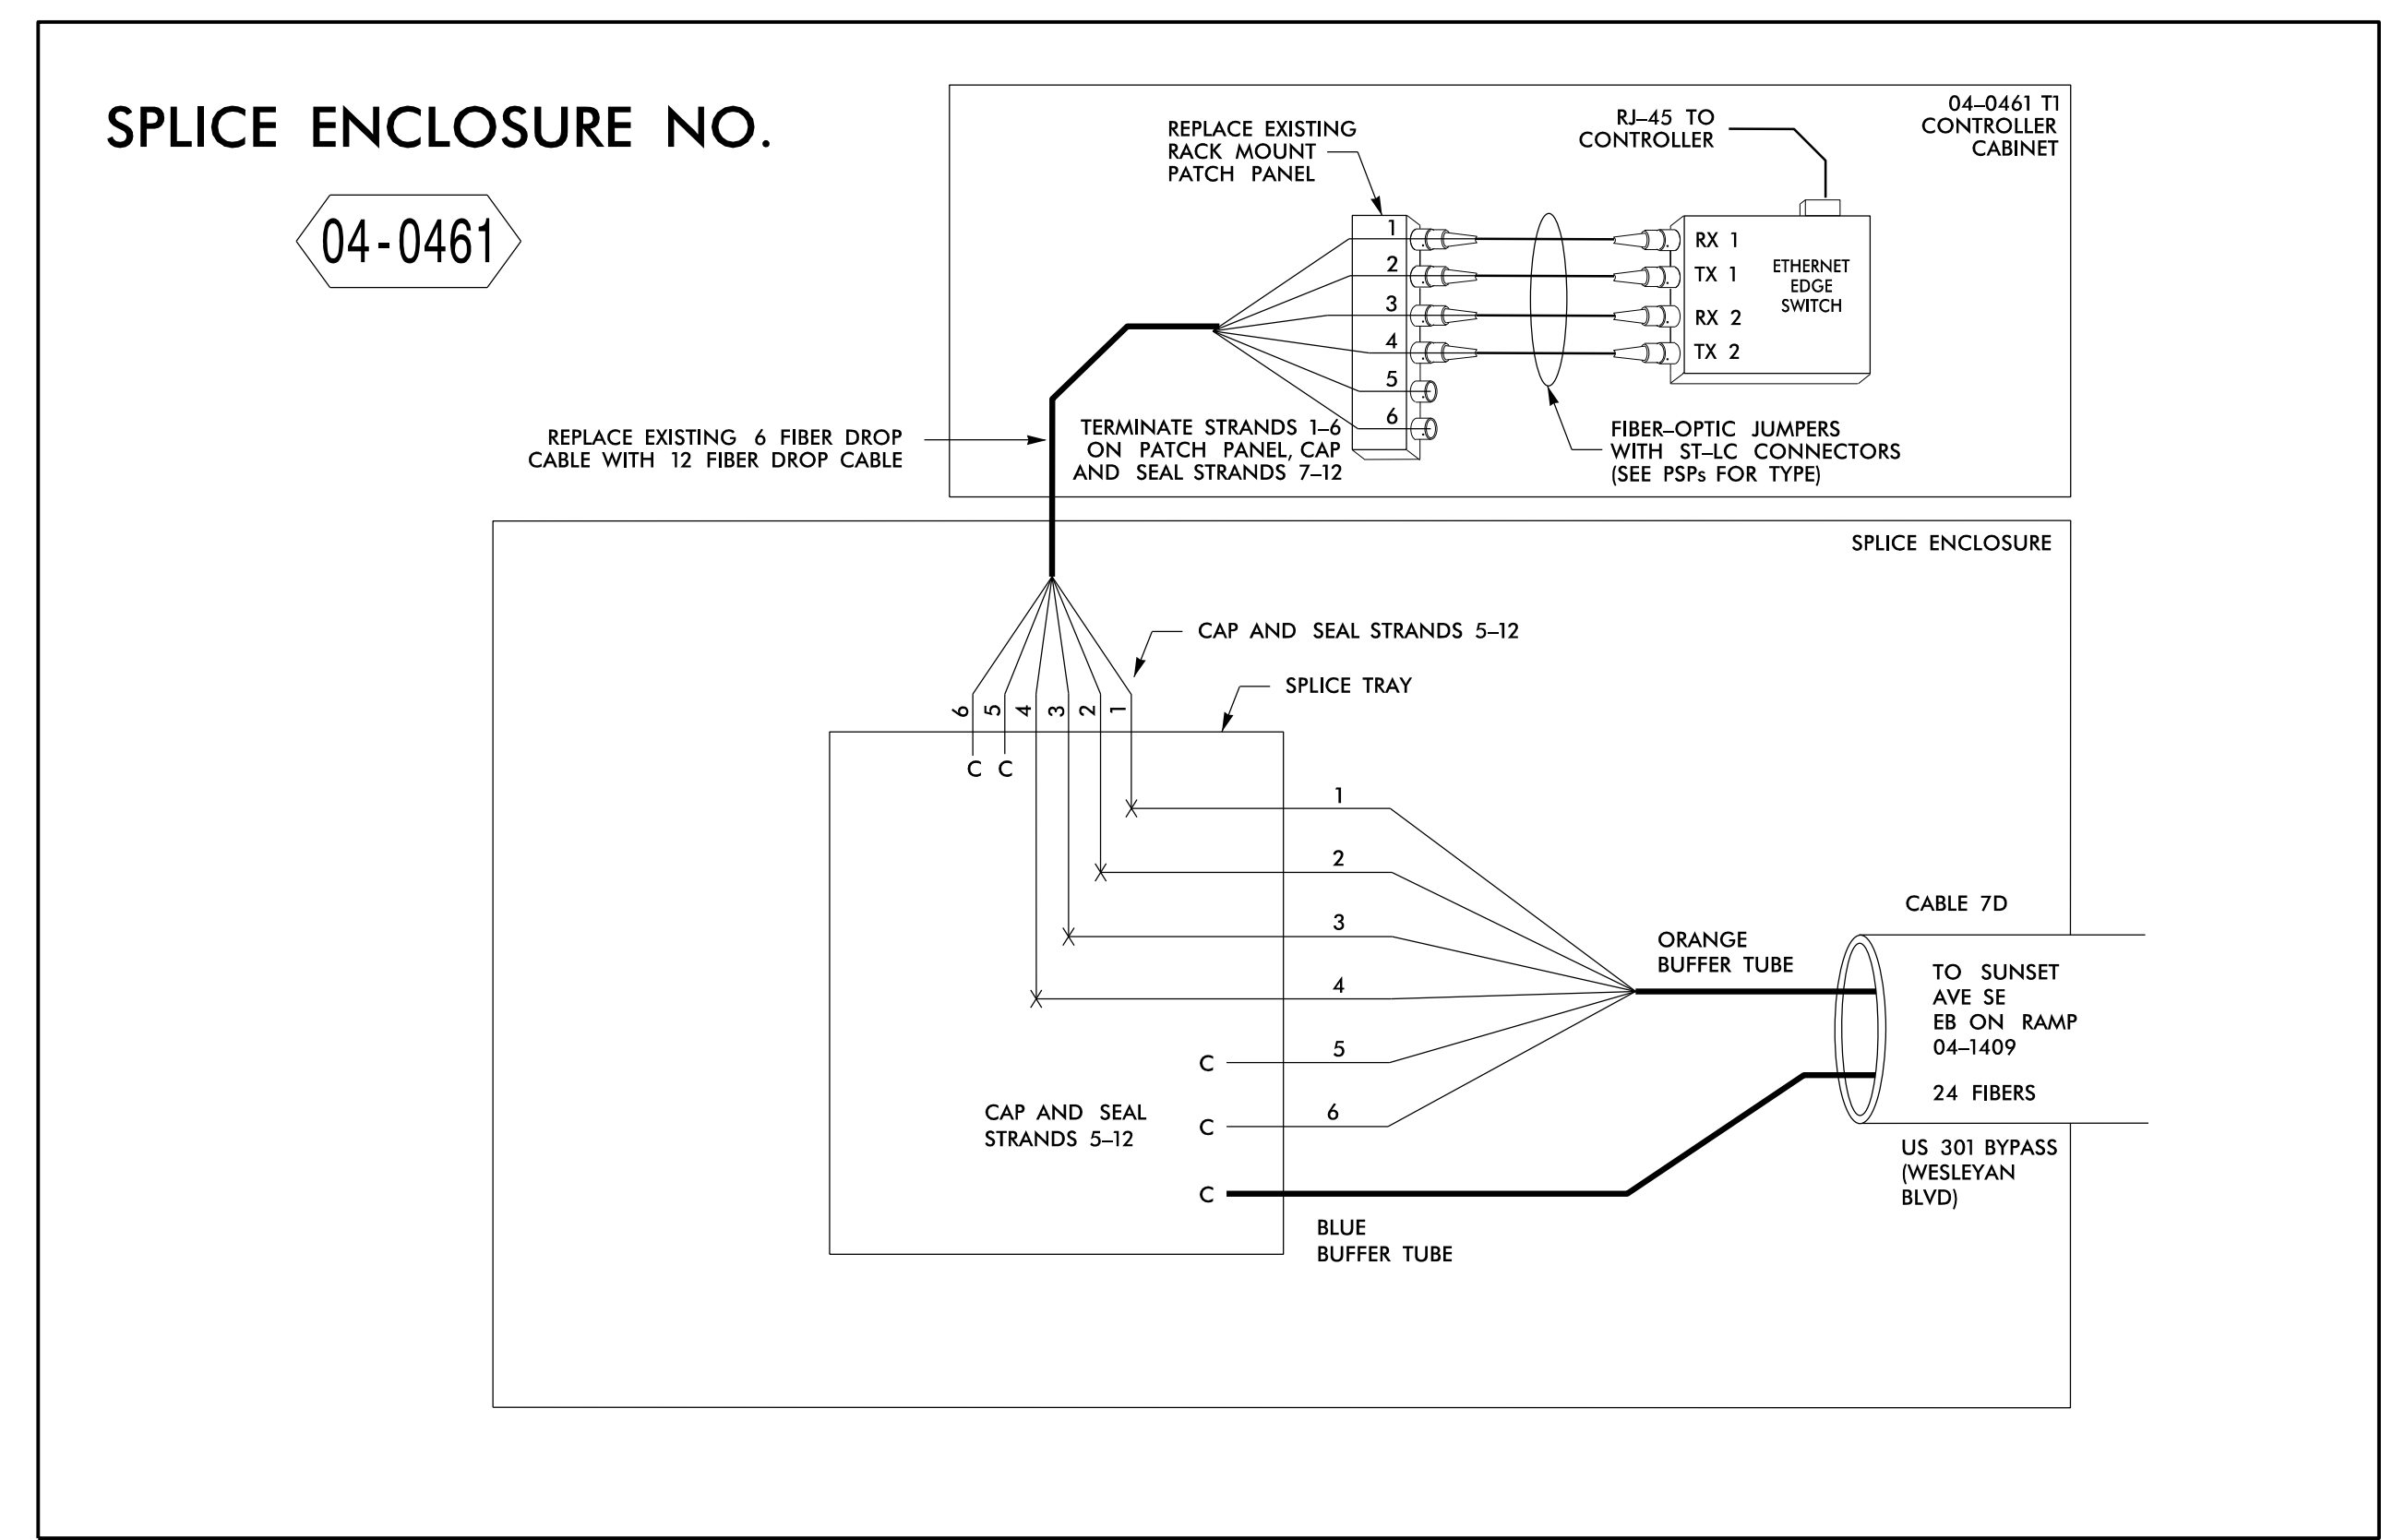 SPLICE ENCLOSURE NO.
04-0461
04–0461 T1
CONTROLLER
CABINET
REPLACE EXISTING
RACK MOUNT
PATCH PANEL
RJ–45 TO
CONTROLLER
1
2
3
4
5
6
RX 1
TX 1
RX 2
TX 2
ETHERNET
EDGE
SWITCH
REPLACE EXISTING 6 FIBER DROP
CABLE WITH 12 FIBER DROP CABLE
TERMINATE STRANDS 1–6
ON PATCH PANEL, CAP
AND SEAL STRANDS 7–12
FIBER–OPTIC JUMPERS
WITH ST–LC CONNECTORS
(SEE PSPs FOR TYPE)
SPLICE ENCLOSURE
CAP AND SEAL STRANDS 5–12
SPLICE TRAY
6 5 4 3 2 1
C C
1
2
3
4
5
6
C
C
C
CAP AND SEAL
STRANDS 5–12
ORANGE
BUFFER TUBE
BLUE
BUFFER TUBE
CABLE 7D
TO SUNSET
AVE SE
EB ON RAMP
04–1409
24 FIBERS
US 301 BYPASS
(WESLEYAN
BLVD)